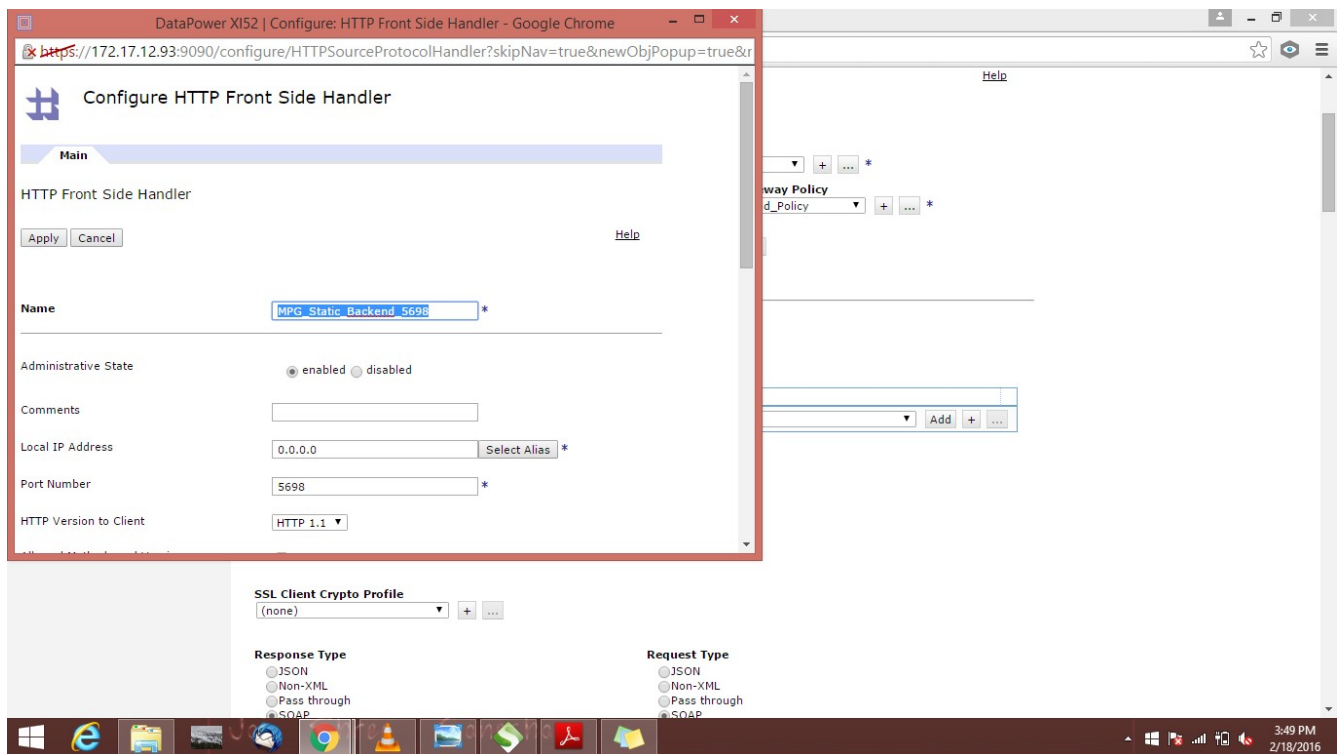 DataPower XI52 | Configure: HTTP Front Side Handler - Google Chrome
https://172.17.12.93:9090/configure/HTTPSourceProtocolHandler?skipNav=true&newObjPopup=true&r
Configure HTTP Front Side Handler
Main
HTTP Front Side Handler
Apply Cancel Help
Name MPG_Static_Backend_5698 *
Administrative State enabled disabled
Comments
Local IP Address 0.0.0.0 Select Alias *
Port Number 5698 *
HTTP Version to Client HTTP 1.1
Help
+ ... *
way Policy
d_Policy + ... *
Add + ...
SSL Client Crypto Profile
(none) + ...
Response Type
JSON
Non-XML
Pass through
SOAP
Request Type
JSON
Non-XML
Pass through
SOAP
3:49 PM
2/18/2016